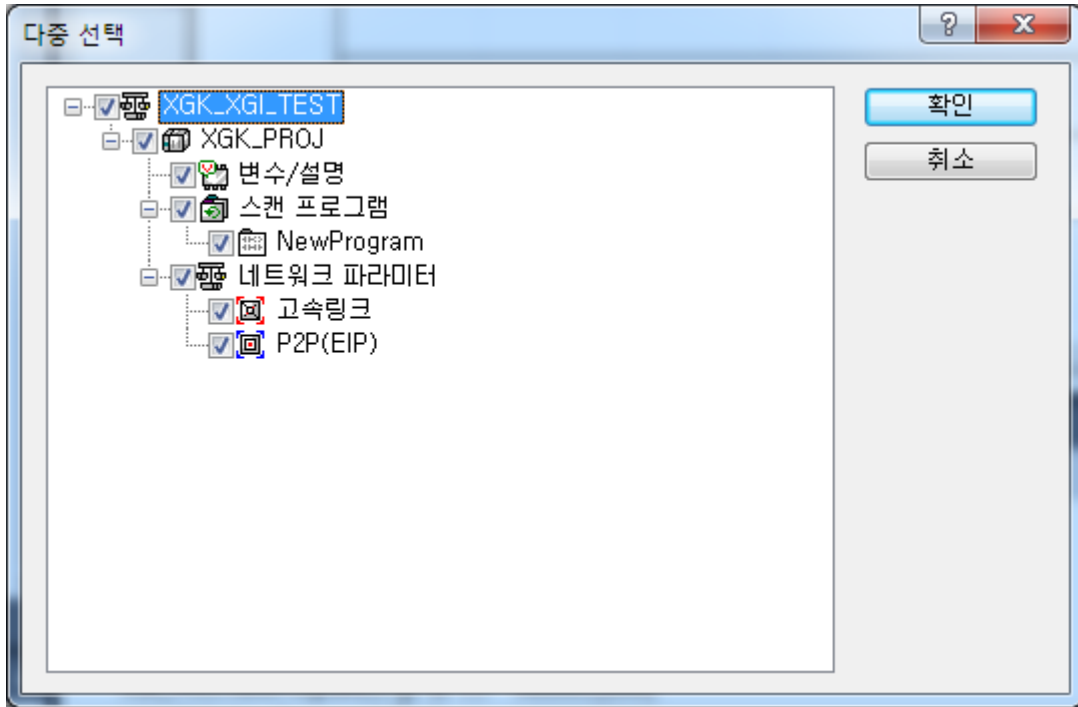 다중 선택
XGK_XGI_TEST
XGK_PROJ
변수/설명
스캔 프로그램
NewProgram
네트워크 파라미터
고속링크
P2P(EIP)
확인
취소